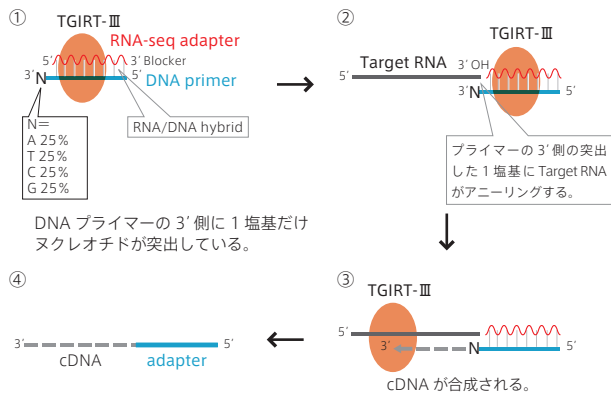 ①
TGIRT-Ⅲ
RNA-seq adapter
5′ 3′ Blocker
3′ N 5′
DNA primer
N＝
A 25%
T 25%
C 25%
G 25%
RNA/DNA hybrid
DNA プライマーの 3′ 側に 1 塩基だけ
ヌクレオチドが突出している。
②
TGIRT-Ⅲ
Target RNA 3′ OH
5′
3′ N 5′
プライマーの 3′ 側の突出
した 1 塩基に Target RNA
がアニーリングする。
④
3′ 5′
cDNA adapter
③
TGIRT-Ⅲ
5′
3′ N 5′
cDNA が合成される。